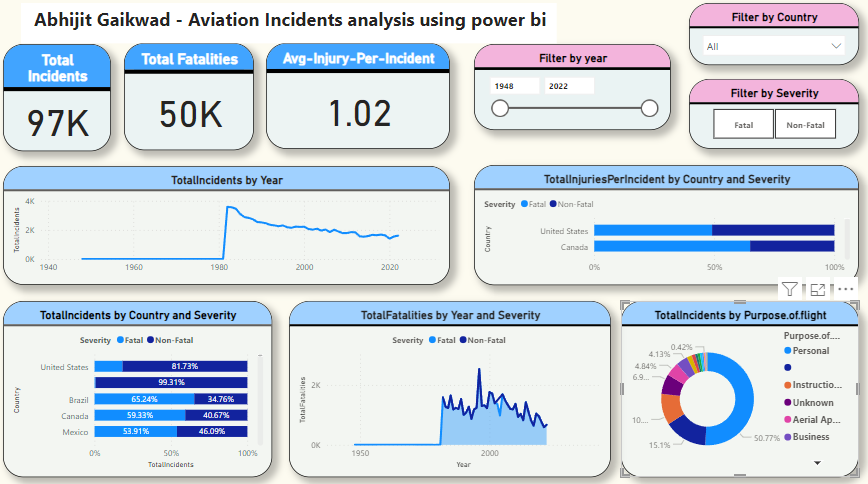 Abhijit Gaikwad - Aviation Incidents analysis using power bi
Total
Incidents
97K
Total Fatalities
50K
Avg-Injury-Per-Incident
1.02
Filter by year
1948 2022
Filter by Country
All
Filter by Severity
Fatal Non-Fatal
TotalIncidents by Year
TotalIncidents
4K
2K
0K
1940 1960 1980 2000 2020
TotalInjuriesPerIncident by Country and Severity
Severity Fatal Non-Fatal
Country
United States
Canada
0% 50% 100%
TotalIncidents by Country and Severity
Severity Fatal Non-Fatal
Country
United States 81.73%
99.31%
Brazil 65.24% 34.76%
Canada 59.33% 40.67%
Mexico 53.91% 46.09%
0% 50% 100%
TotalIncidents
TotalFatalities by Year and Severity
Severity Fatal Non-Fatal
TotalFatalities
2K
0K
1950 2000
Year
TotalIncidents by Purpose.of.flight
0.42%
4.13%
4.84%
6.9...
10....
15.1%
50.77%
Purpose.of....
Personal
Instructio...
Unknown
Aerial Ap...
Business